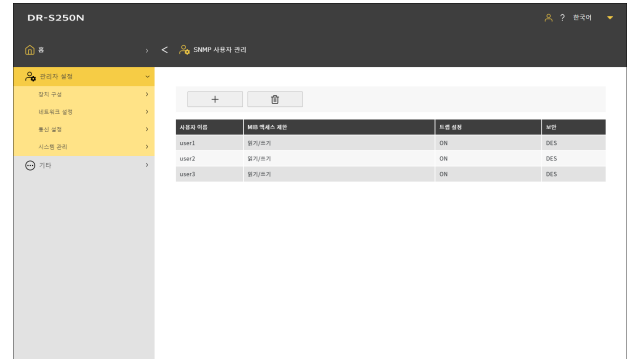 DR-S250N
? 한국어
홈
< SNMP 사용자 관리
관리자 설정
장치 구성
네트워크 설정
통신 설정
시스템 관리
기타
+
사용자 이름 MIB 액세스 제한 트랩 설정 보안
user1 읽기/쓰기 ON DES
user2 읽기/쓰기 ON DES
user3 읽기/쓰기 ON DES